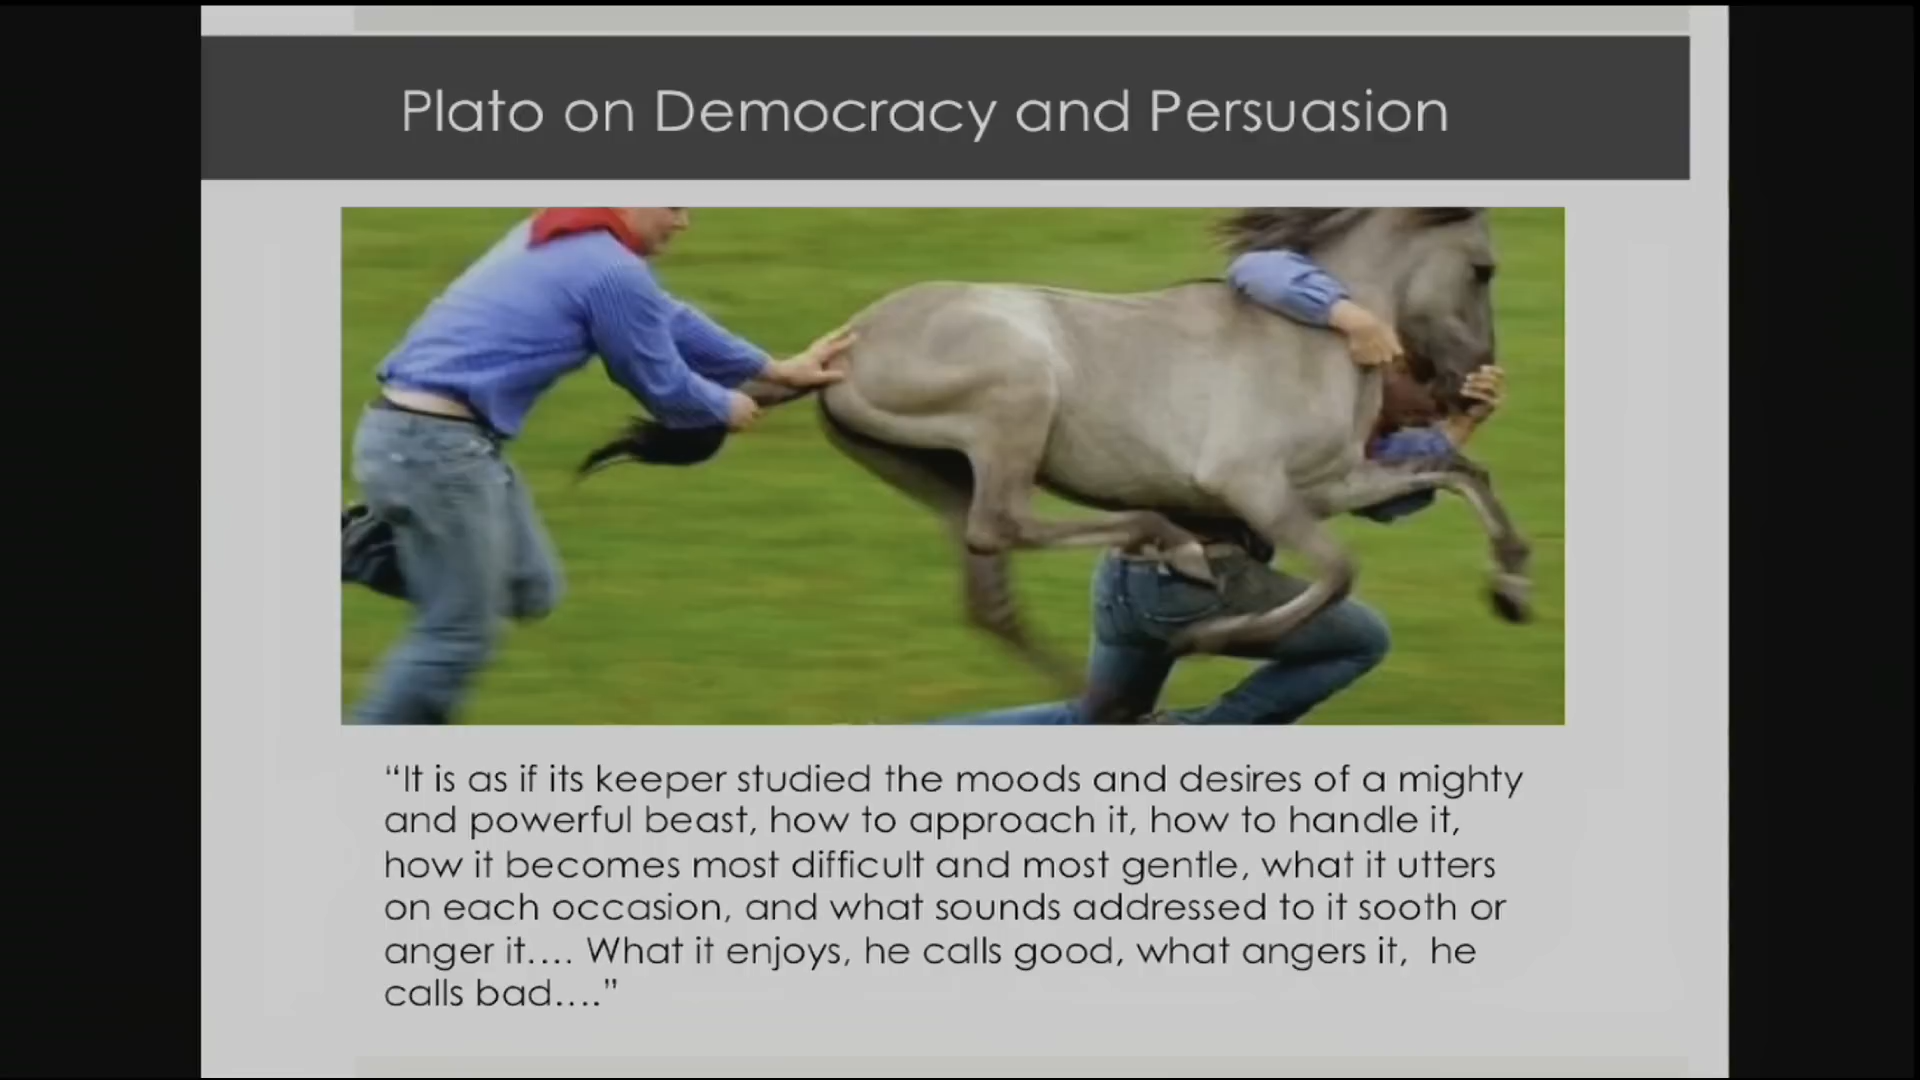 Plato on Democracy and Persuasion
“It is as if its keeper studied the moods and desires of a mighty
and powerful beast, how to approach it, how to handle it,
how it becomes most difficult and most gentle, what it utters
on each occasion, and what sounds addressed to it sooth or
anger it.... What it enjoys, he calls good, what angers it,  he
calls bad....”